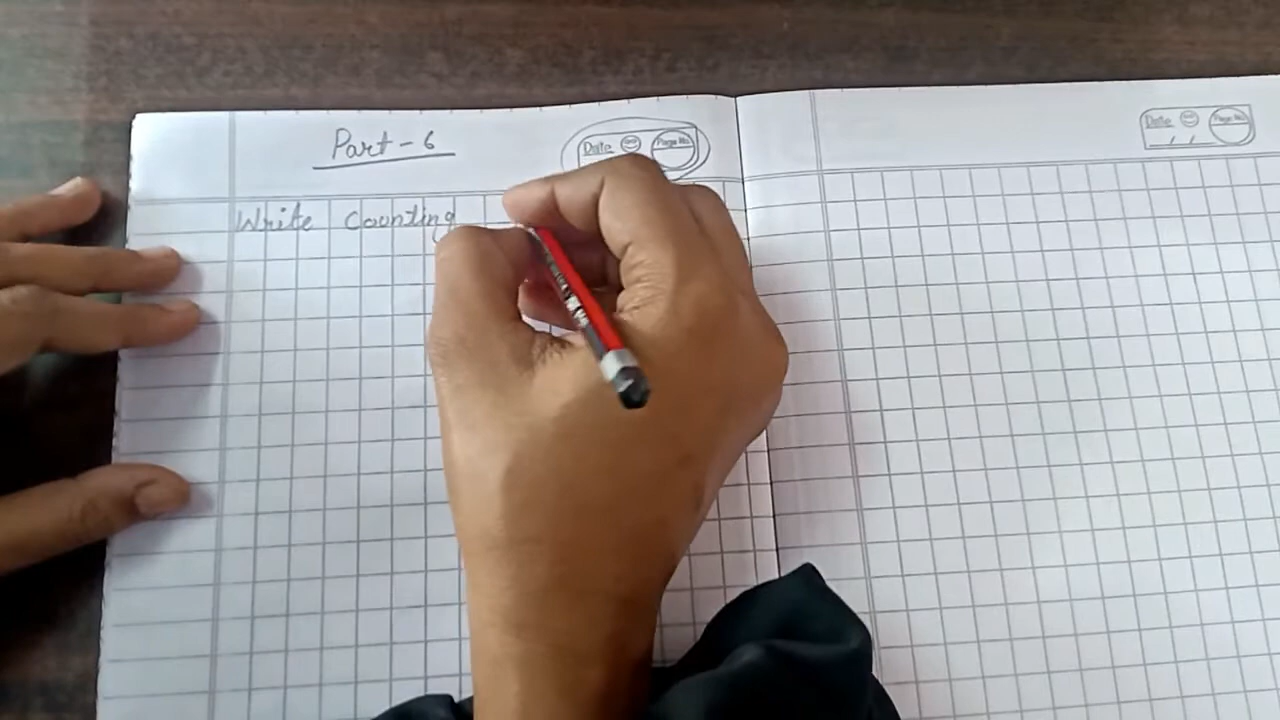 Part - 6
Date Page No.
Write Counting
Date Page No.
/ /